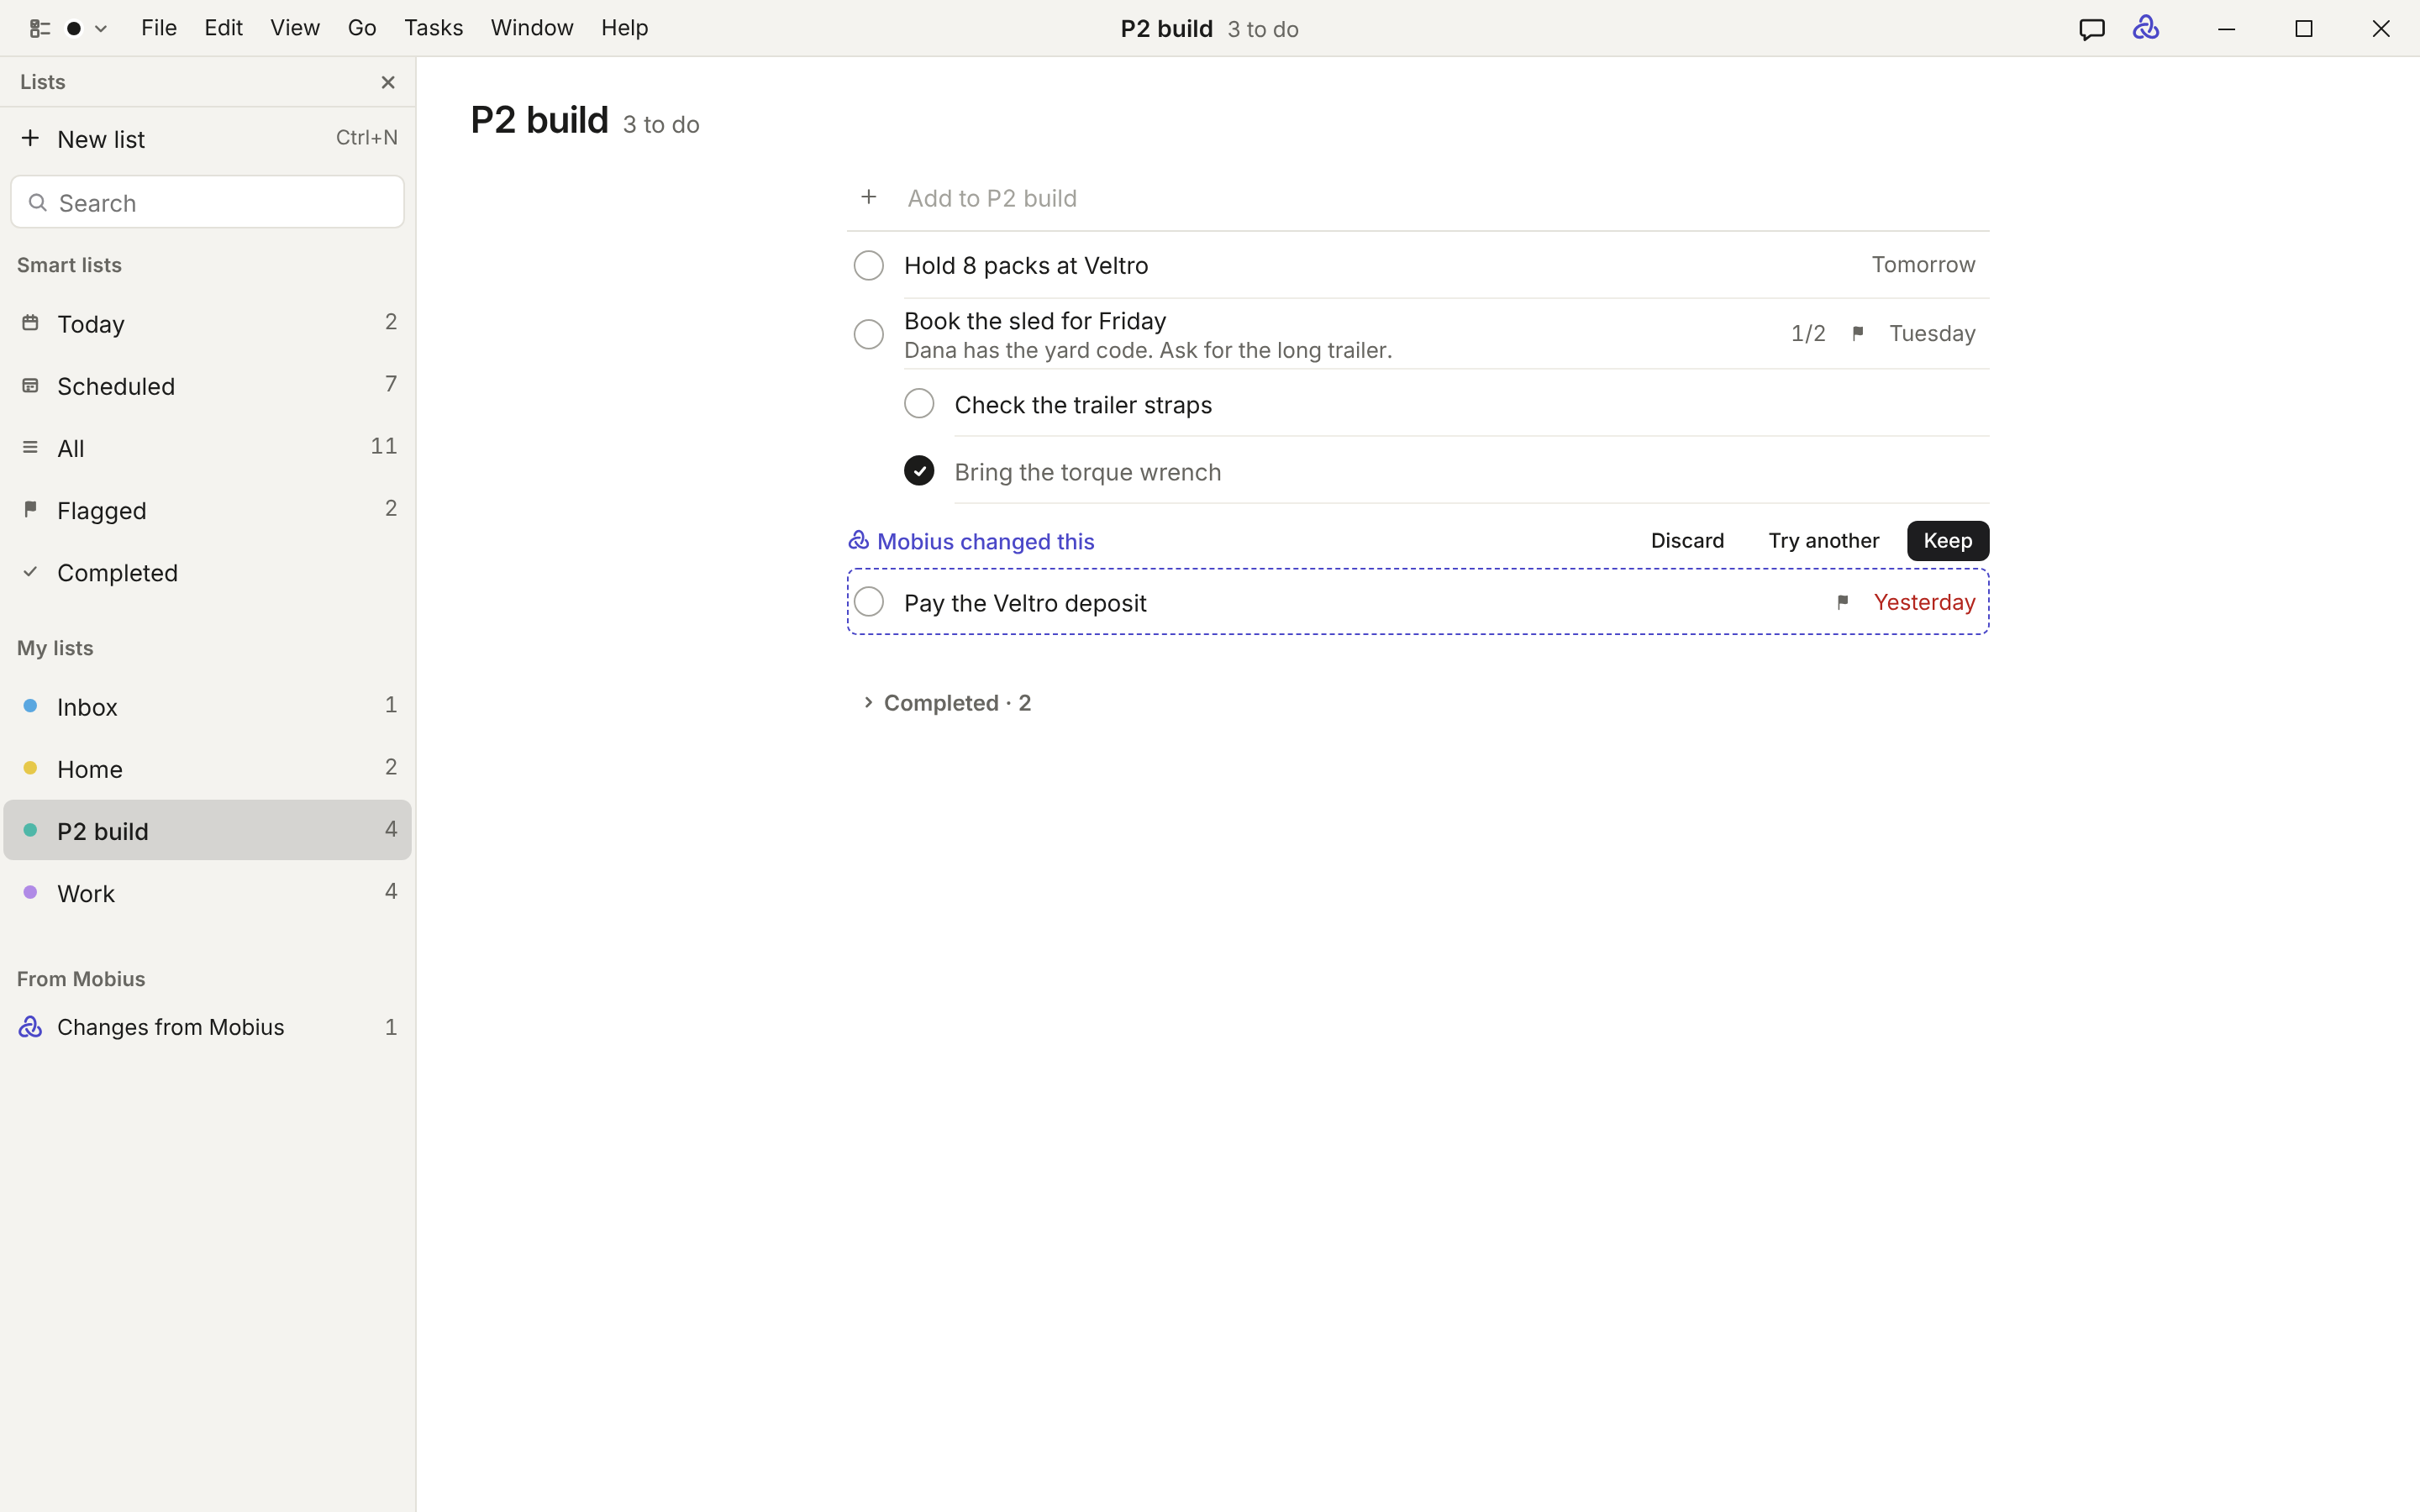 File Edit View Go Tasks Window Help
P2 build 3 to do
Lists
New list Ctrl+N
Search
Smart lists
Today 2
Scheduled 7
All 11
Flagged 2
Completed
My lists
Inbox 1
Home 2
P2 build 4
Work 4
From Mobius
Changes from Mobius 1
P2 build 3 to do
Add to P2 build
Hold 8 packs at Veltro Tomorrow
Book the sled for Friday 1/2 Tuesday
Dana has the yard code. Ask for the long trailer.
Check the trailer straps
Bring the torque wrench
Mobius changed this Discard Try another Keep
Pay the Veltro deposit Yesterday
Completed · 2